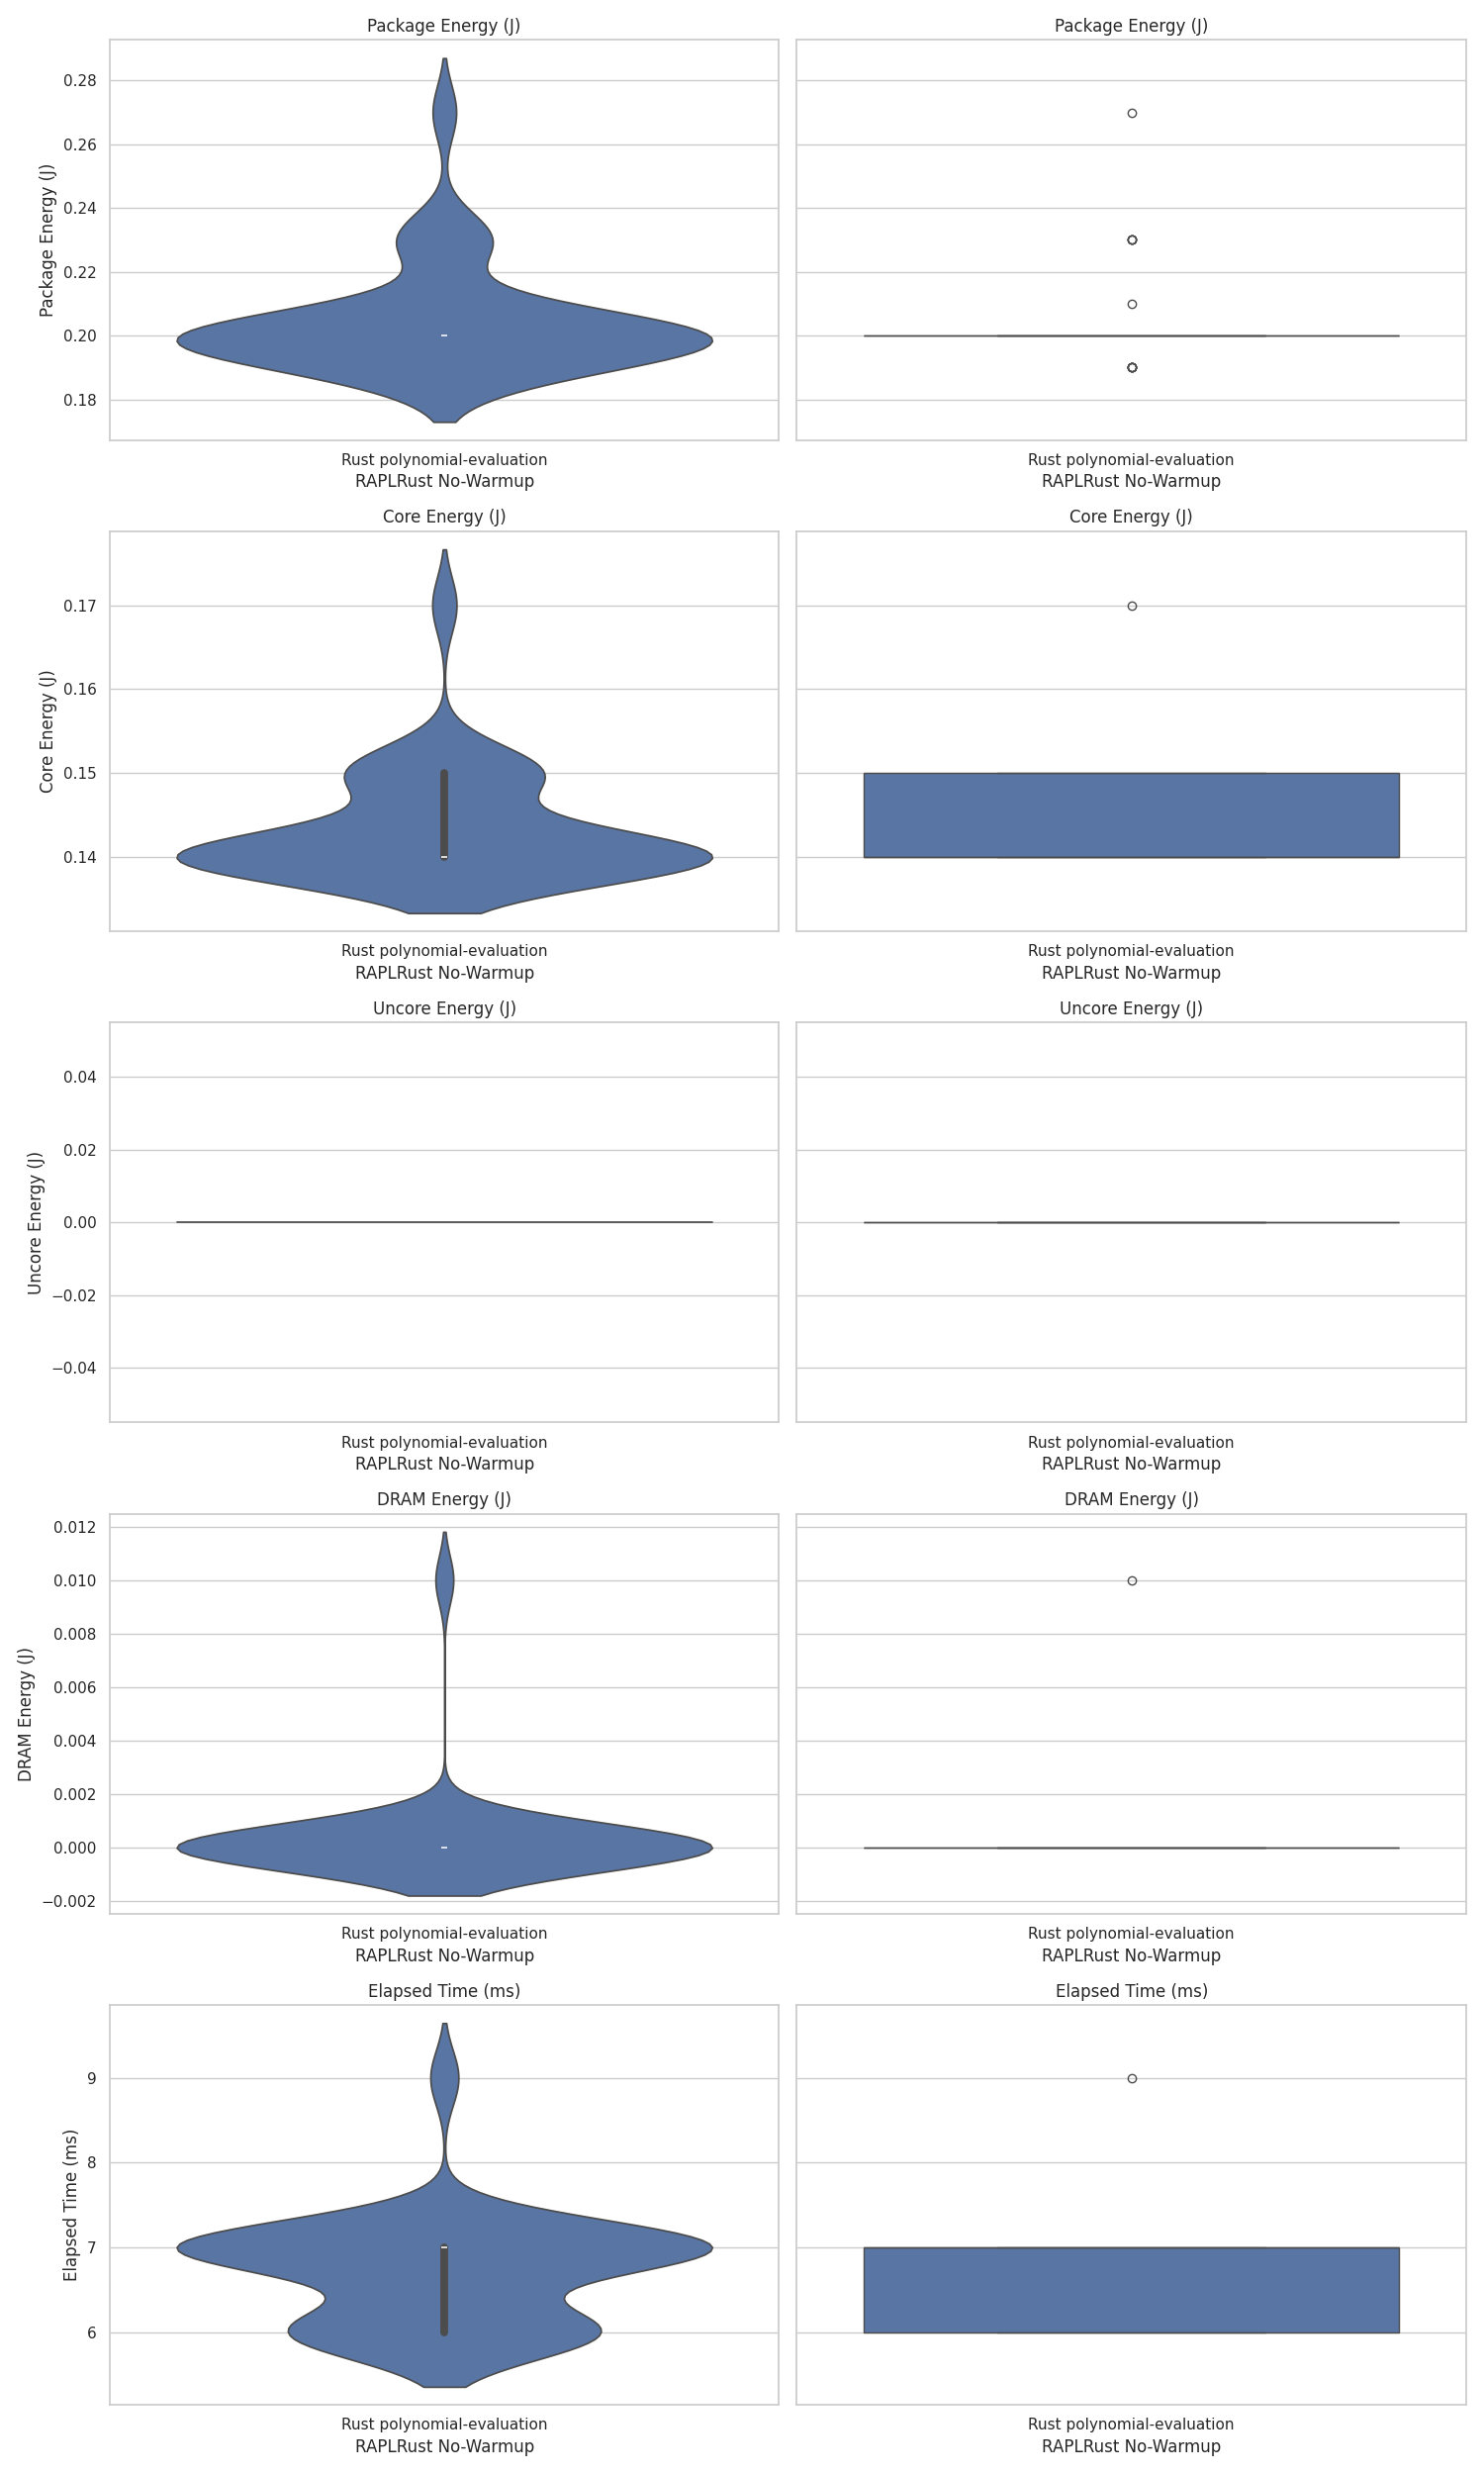 Package Energy (J)
Package Energy (J)
Package Energy (J)
0.28
0.26
0.24
0.22
0.20
0.18
Rust polynomial-evaluation
RAPLRust No-Warmup
Rust polynomial-evaluation
RAPLRust No-Warmup
Core Energy (J)
Core Energy (J)
Core Energy (J)
0.17
0.16
0.15
0.14
Rust polynomial-evaluation
RAPLRust No-Warmup
Rust polynomial-evaluation
RAPLRust No-Warmup
Uncore Energy (J)
Uncore Energy (J)
Uncore Energy (J)
0.04
0.02
0.00
−0.02
−0.04
Rust polynomial-evaluation
RAPLRust No-Warmup
Rust polynomial-evaluation
RAPLRust No-Warmup
DRAM Energy (J)
DRAM Energy (J)
DRAM Energy (J)
0.012
0.010
0.008
0.006
0.004
0.002
0.000
−0.002
Rust polynomial-evaluation
RAPLRust No-Warmup
Rust polynomial-evaluation
RAPLRust No-Warmup
Elapsed Time (ms)
Elapsed Time (ms)
Elapsed Time (ms)
9
8
7
6
Rust polynomial-evaluation
RAPLRust No-Warmup
Rust polynomial-evaluation
RAPLRust No-Warmup